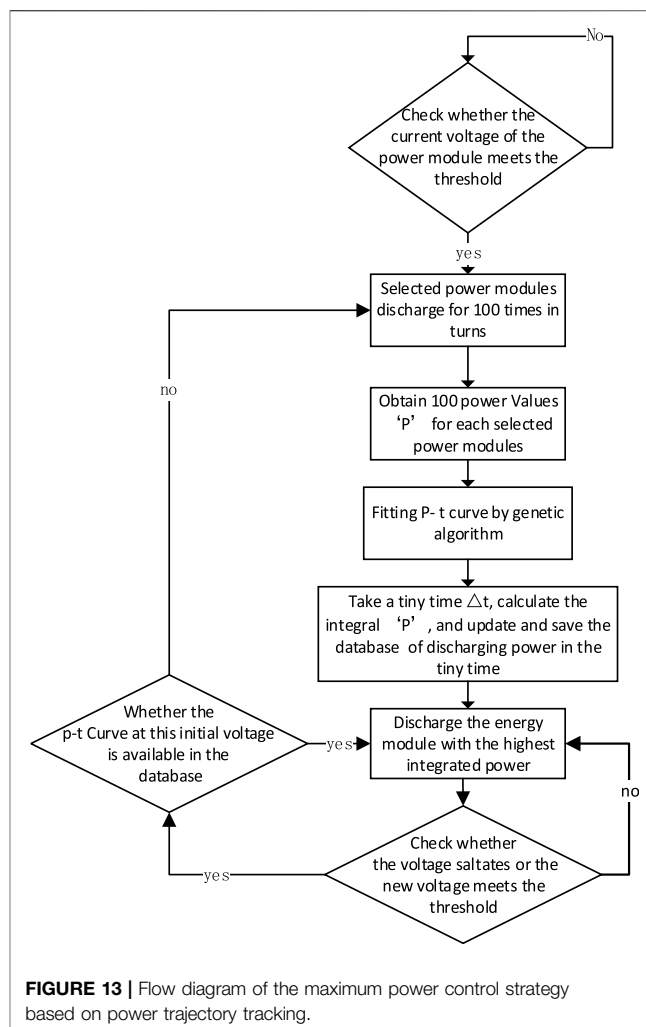 No
Check whether the
current voltage of the
power module meets the
threshold
yes
Selected power modules
discharge for 100 times in
turns
no
Obtain 100 power Values
‘P’ for each selected
power modules
Fitting P- t curve by genetic
algorithm
Take a tiny time △t, calculate the
integral ‘P’ , and update and save the
database of discharging power in the
tiny time
Whether the
p-t Curve at this initial voltage
is available in the
database
yes
Discharge the energy
module with the highest
integrated power
no
Check whether
the voltage saltates or the
new voltage meets the
threshold
yes
FIGURE 13 | Flow diagram of the maximum power control strategy
based on power trajectory tracking.